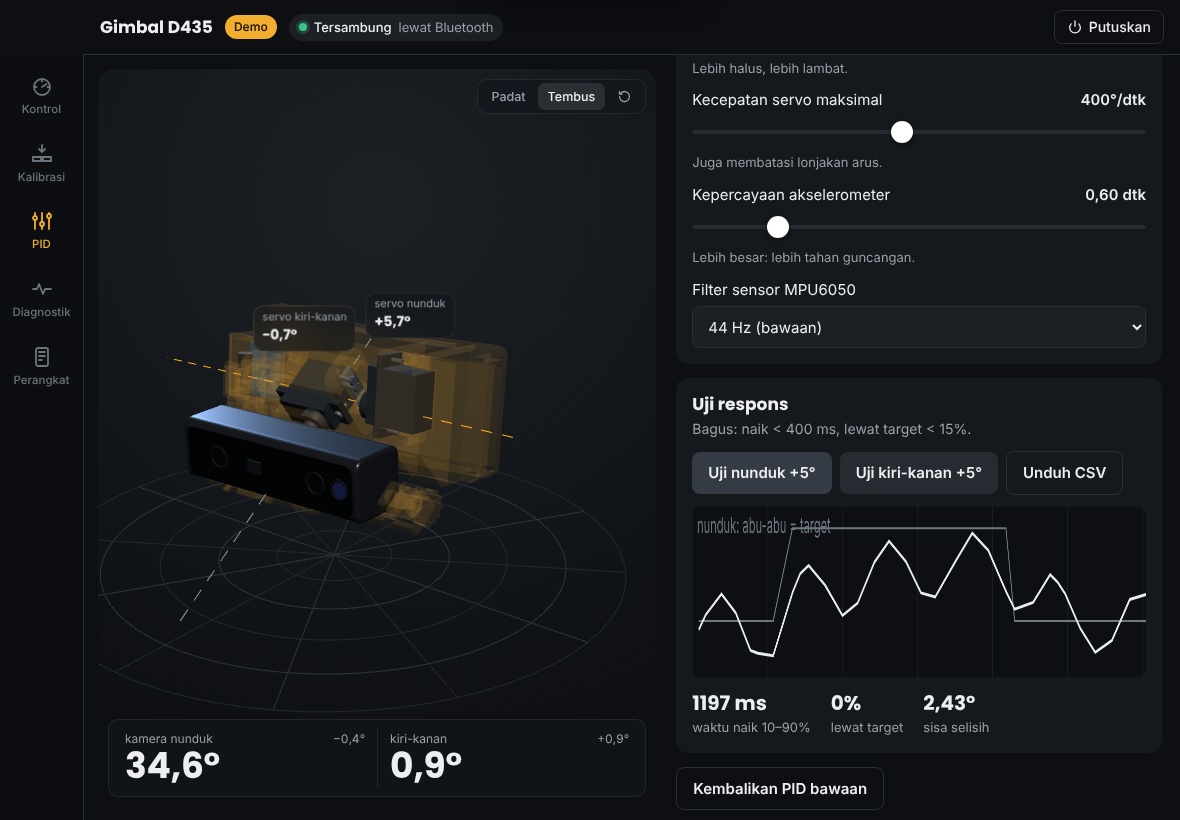 Gimbal D435
Demo
Tersambung lewat Bluetooth
Putuskan
Kontrol
Kalibrasi
PID
Diagnostik
Perangkat
Padat
Tembus
servo kiri-kanan
−0,7°
servo nunduk
+5,7°
kamera nunduk
−0,4°
34,6°
kiri-kanan
+0,9°
0,9°
Lebih halus, lebih lambat.
Kecepatan servo maksimal
400°/dtk
Juga membatasi lonjakan arus.
Kepercayaan akselerometer
0,60 dtk
Lebih besar: lebih tahan guncangan.
Filter sensor MPU6050
44 Hz (bawaan)
Uji respons
Bagus: naik < 400 ms, lewat target < 15%.
Uji nunduk +5°
Uji kiri-kanan +5°
Unduh CSV
nunduk: abu-abu = target
1197 ms
waktu naik 10–90%
0%
lewat target
2,43°
sisa selisih
Kembalikan PID bawaan